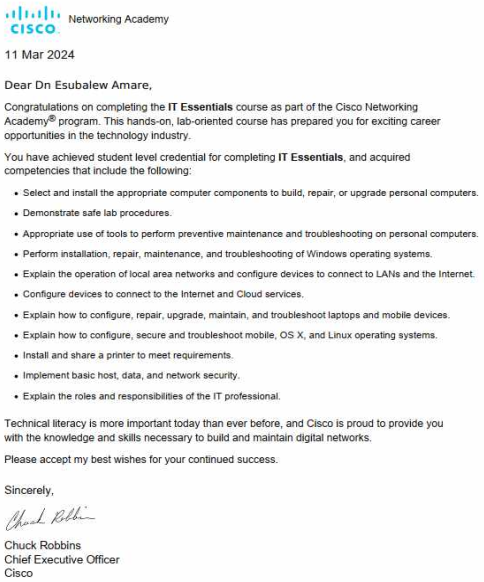 CISCO Networking Academy
11 Mar 2024
Dear Dn Esubalew Amare,
Congratulations on completing the IT Essentials course as part of the Cisco Networking
Academy® program. This hands-on, lab-oriented course has prepared you for exciting career
opportunities in the technology industry.
You have achieved student level credential for completing IT Essentials, and acquired
competencies that include the following:
• Select and install the appropriate computer components to build, repair, or upgrade personal computers.
• Demonstrate safe lab procedures.
• Appropriate use of tools to perform preventive maintenance and troubleshooting on personal computers.
• Perform installation, repair, maintenance, and troubleshooting of Windows operating systems.
• Explain the operation of local area networks and configure devices to connect to LANs and the Internet.
• Configure devices to connect to the Internet and Cloud services.
• Explain how to configure, repair, upgrade, maintain, and troubleshoot laptops and mobile devices.
• Explain how to configure, secure and troubleshoot mobile, OS X, and Linux operating systems.
• Install and share a printer to meet requirements.
• Implement basic host, data, and network security.
• Explain the roles and responsibilities of the IT professional.
Technical literacy is more important today than ever before, and Cisco is proud to provide you
with the knowledge and skills necessary to build and maintain digital networks.
Please accept my best wishes for your continued success.
Sincerely,
Chuck Robbins
Chuck Robbins
Chief Executive Officer
Cisco